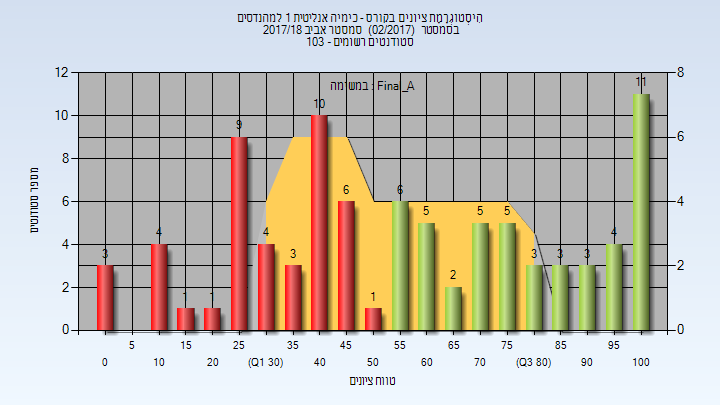 היסטוגרמת ציונים בקורס - כימיה אנליטית 1 למהנדסים
בסמסטר (02/2017) סמסטר אביב 2017/18
סטודנטים רשומים - 103
במשימה : Final_A
מספר סטודנטים
12 10 8 6 4 2 0
8 6 4 2 0
3 4 1 1 9 4 3 10 6 1 6 5 2 5 5 3 3 3 4 11
5 15 25 35 45 55 65 75 85 95
0 10 20 (Q1 30) 40 50 60 70 (Q3 80) 90 100
טווח ציונים